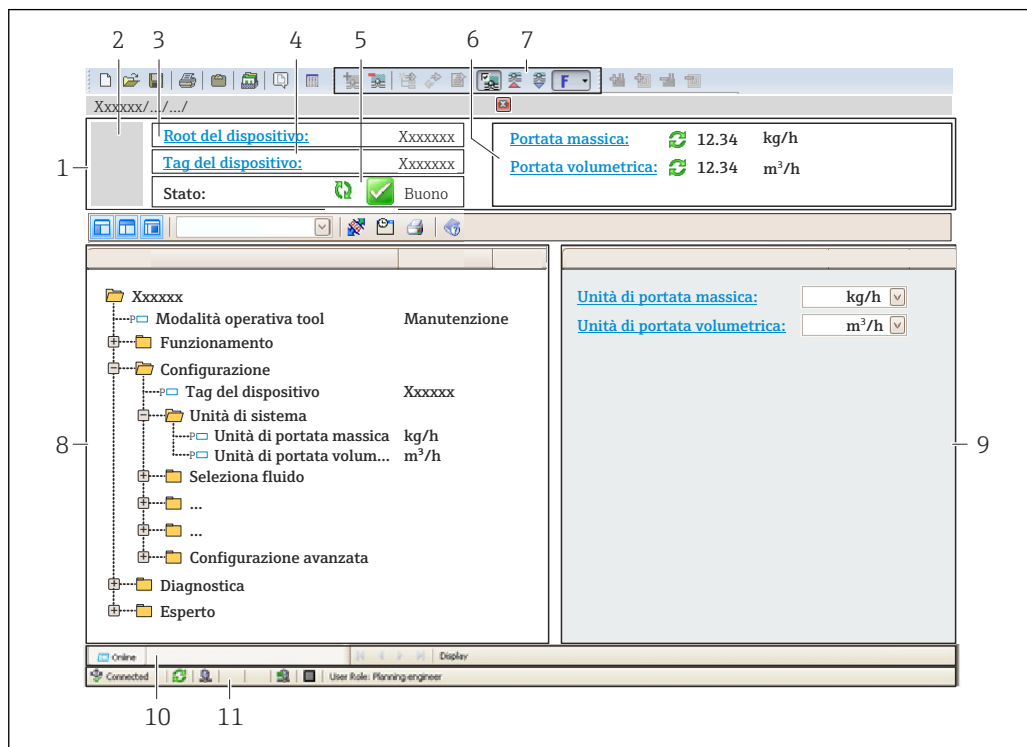 2 3 4 5 6 7
Xxxxxx/.../.../
1
Root del dispositivo: Xxxxxxx
Tag del dispositivo: Xxxxxxx
Stato: Buono
Portata massica: 12.34 kg/h
Portata volumetrica: 12.34 m³/h
F
Xxxxxx
P Modalità operativa tool Manutenzione
Funzionamento
Configurazione
P Tag del dispositivo Xxxxxx
Unità di sistema
P Unità di portata massica kg/h
P Unità di portata volum... m³/h
Seleziona fluido
...
...
Configurazione avanzata
Diagnostica
Esperto
8
Unità di portata massica: kg/h
Unità di portata volumetrica: m³/h
9
Online Display
Connected User Role: Planning engineer
10 11